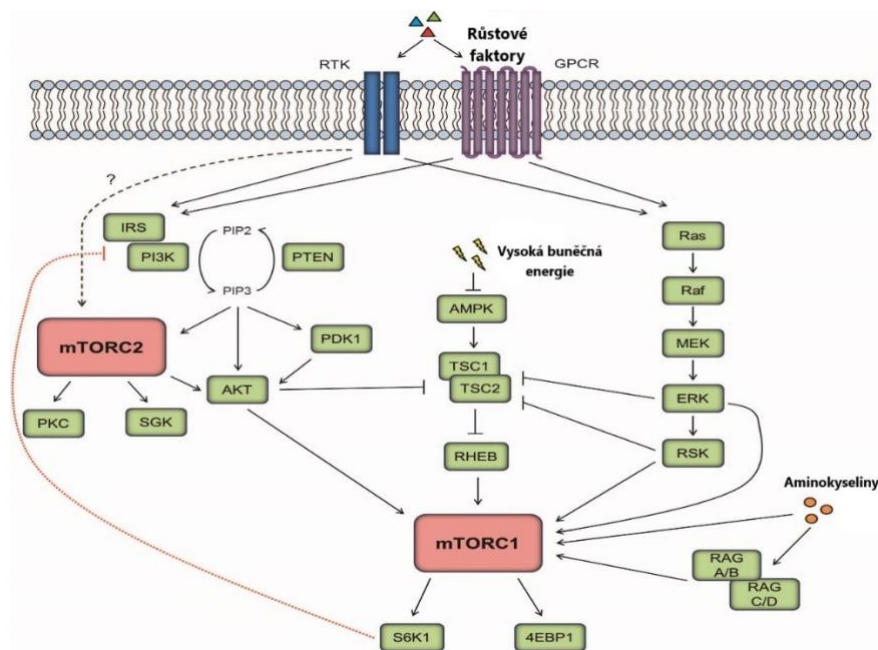 Růstové
faktory
RTK
GPCR
?
IRS
PI3K
PIP2
PIP3
PTEN
Vysoká buněčná
energie
Ras
Raf
AMPK
mTORC2
PDK1
MEK
TSC1
TSC2
AKT
ERK
PKC
SGK
RHEB
RSK
Aminokyseliny
mTORC1
RAG
A/B
RAG
C/D
S6K1
4EBP1